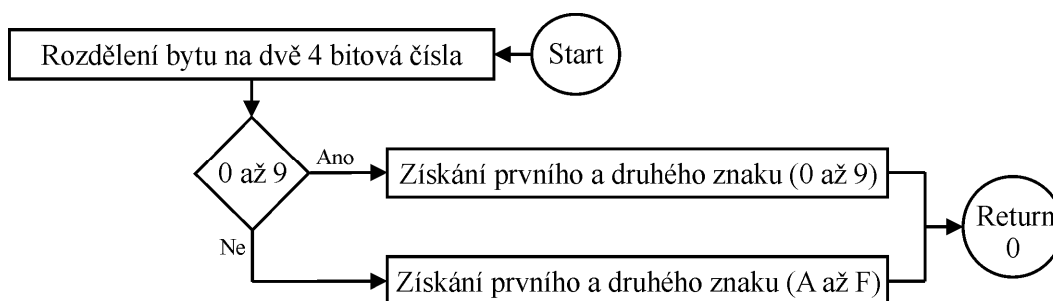 Rozdělení bytu na dvě 4 bitová čísla
Start
0 až 9
Ano
Získání prvního a druhého znaku (0 až 9)
Return
0
Ne
Získání prvního a druhého znaku (A až F)